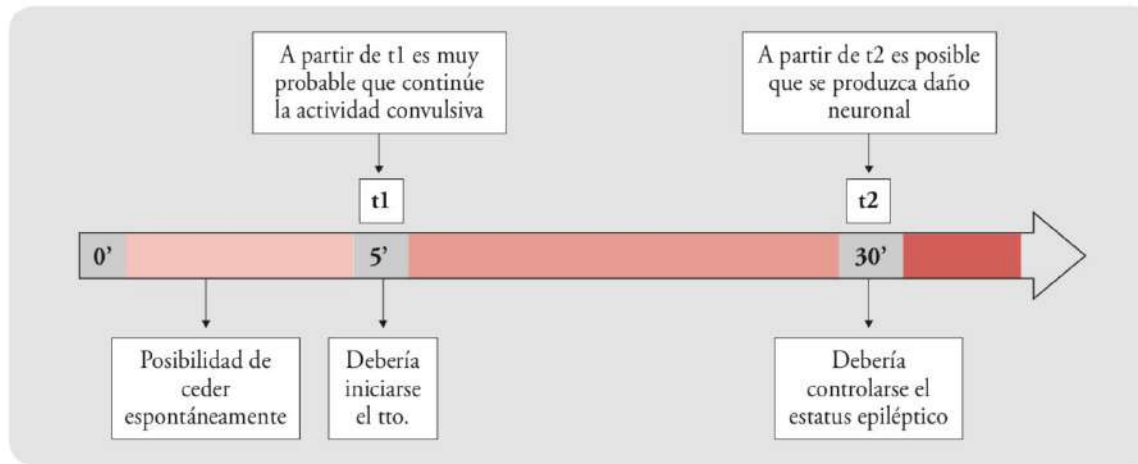 A partir de t1 es muy
probable que continúe
la actividad convulsiva
A partir de t2 es posible
que se produzca daño
neuronal
t1
t2
0’
5’
30’
Posibilidad de
ceder
espontáneamente
Debería
iniciarse
el tto.
Debería
controlarse el
estatus epiléptico